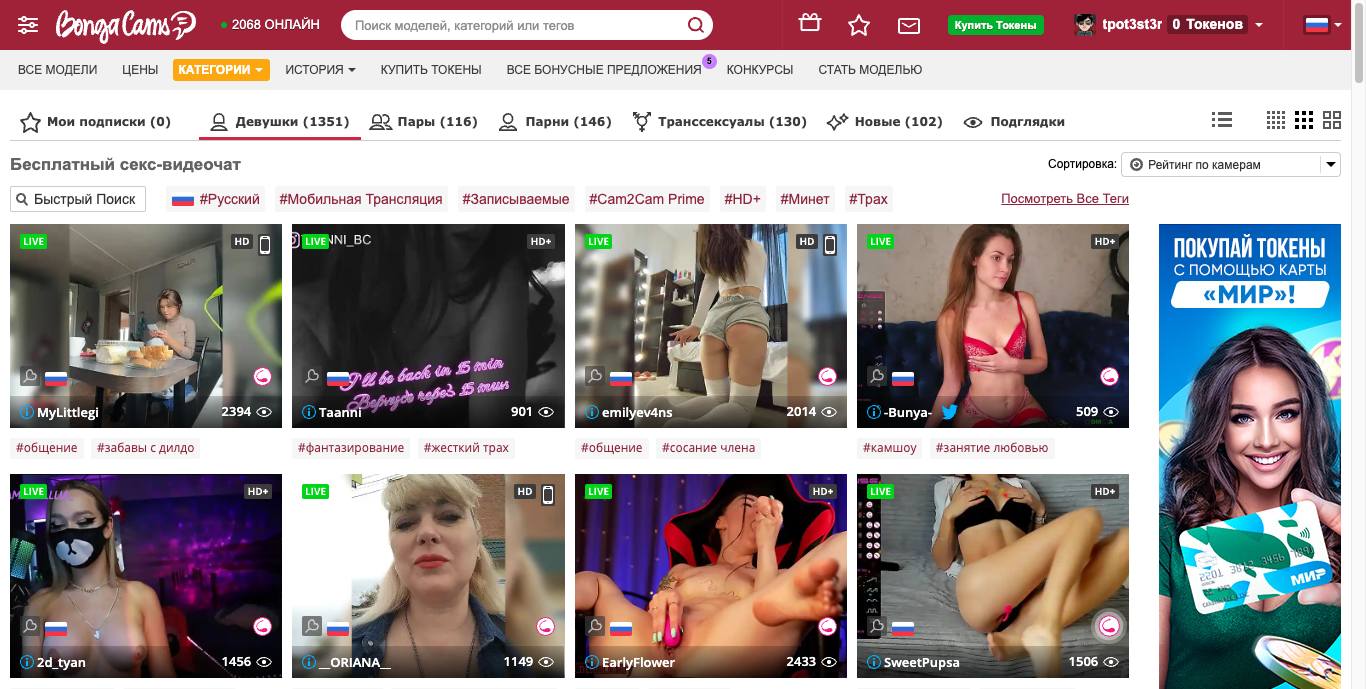 BongaCams
2068 ОНЛАЙН
Поиск моделей, категорий или тегов
Купить Токены
tpot3st3r
0 Токенов
ВСЕ МОДЕЛИ
ЦЕНЫ
КАТЕГОРИИ
ИСТОРИЯ
КУПИТЬ ТОКЕНЫ
ВСЕ БОНУСНЫЕ ПРЕДЛОЖЕНИЯ
5
КОНКУРСЫ
СТАТЬ МОДЕЛЬЮ
Мои подписки (0)
Девушки (1351)
Пары (116)
Парни (146)
Транссексуалы (130)
Новые (102)
Подглядки
Бесплатный секс-видеочат
Сортировка:
Рейтинг по камерам
Быстрый Поиск
#Русский
#Мобильная Трансляция
#Записываемые
#Cam2Cam Prime
#HD+
#Минет
#Трах
Посмотреть Все Теги
LIVE
HD
MyLittlegi
2394
#общение
#забавы с дилдо
LIVE
NNI_BC
HD+
I'll be back in 15 min
Вернусь через 15 мин
Taanni
901
#фантазирование
#жесткий трах
LIVE
HD
emilyev4ns
2014
#общение
#сосание члена
LIVE
HD+
-Bunya-
509
#камшоу
#занятие любовью
LIVE
HD+
2d_tyan
1456
LIVE
HD
__ORIANA__
1149
LIVE
HD+
EarlyFlower
2433
LIVE
HD+
SweetPupsa
1506
ПОКУПАЙ ТОКЕНЫ
С ПОМОЩЬЮ КАРТЫ
«МИР»!
МИР